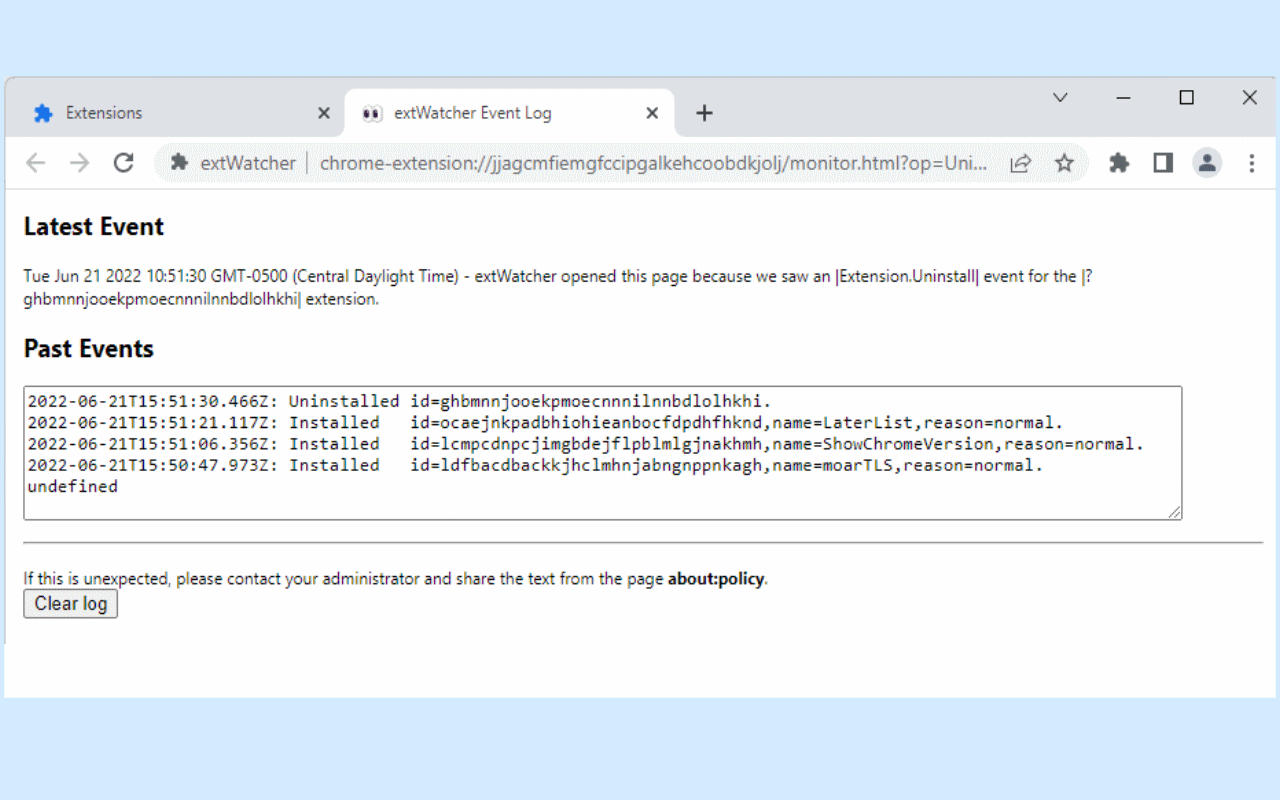 Extensions
extWatcher Event Log
extWatcher
chrome-extension://jjagcmfiemgfccipgalkehcoobdkjolj/monitor.html?op=Uni...
Latest Event
Tue Jun 21 2022 10:51:30 GMT-0500 (Central Daylight Time) - extWatcher opened this page because we saw an |Extension.Uninstall| event for the |?
ghbmnnjooekpmoecnnnilnnbdlolhkhi| extension.
Past Events
2022-06-21T15:51:30.466Z: Uninstalled id=ghbmnnjooekpmoecnnnilnnbdlolhkhi.
2022-06-21T15:51:21.117Z: Installed   id=ocaejnkpadbhiohieanbocfdpdhfhknd,name=LaterList,reason=normal.
2022-06-21T15:51:06.356Z: Installed   id=lcmpcdnpcjimgbdejflpblmlgjnakhmh,name=ShowChromeVersion,reason=normal.
2022-06-21T15:50:47.973Z: Installed   id=ldfbacdbackkjhclmhnjabngnppnkagh,name=moarTLS,reason=normal.
undefined
If this is unexpected, please contact your administrator and share the text from the page about:policy.
Clear log